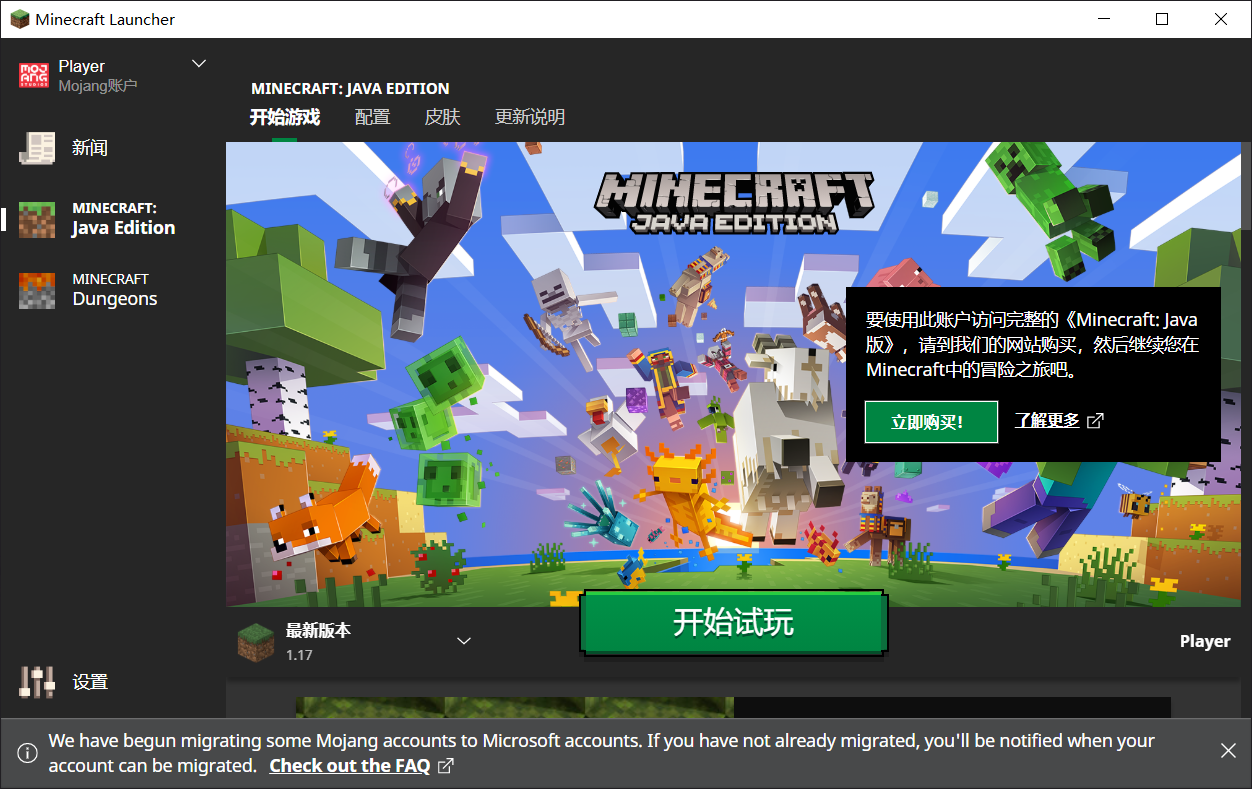 Minecraft Launcher
MOJANG
STUDIOS
Player
Mojang账户
新闻
MINECRAFT:
Java Edition
MINECRAFT
Dungeons
设置
MINECRAFT: JAVA EDITION
开始游戏 配置 皮肤 更新说明
MINECRAFT
JAVA EDITION
要使用此账户访问完整的《Minecraft: Java
版》，请到我们的网站购买，然后继续您在
Minecraft中的冒险之旅吧。
立即购买! 了解更多
最新版本
1.17
开始试玩
Player
We have begun migrating some Mojang accounts to Microsoft accounts. If you have not already migrated, you'll be notified when your
account can be migrated. Check out the FAQ